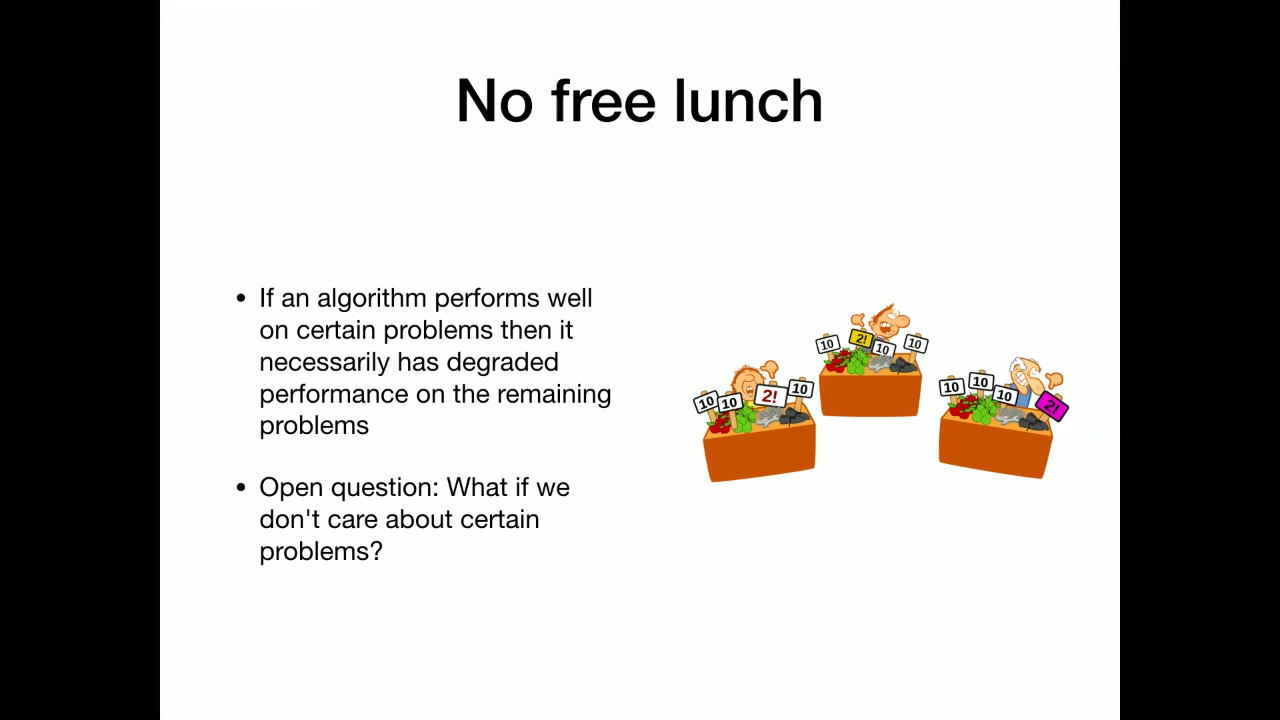 No free lunch
• If an algorithm performs well
on certain problems then it
necessarily has degraded
performance on the remaining
problems
• Open question: What if we
don't care about certain
problems?
10 2! 10 10
10 10 2! 10
10 10 10 2!